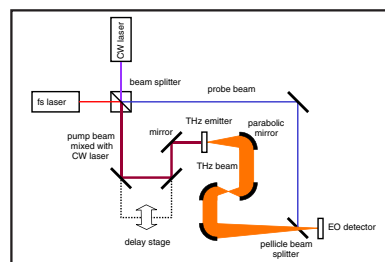 CW laser
beam splitter
fs laser
probe beam
THz emitter
parabolic
mirror
mirror
pump beam
mixed with
CW laser
THz beam
EO detector
delay stage
pellicle beam
splitter